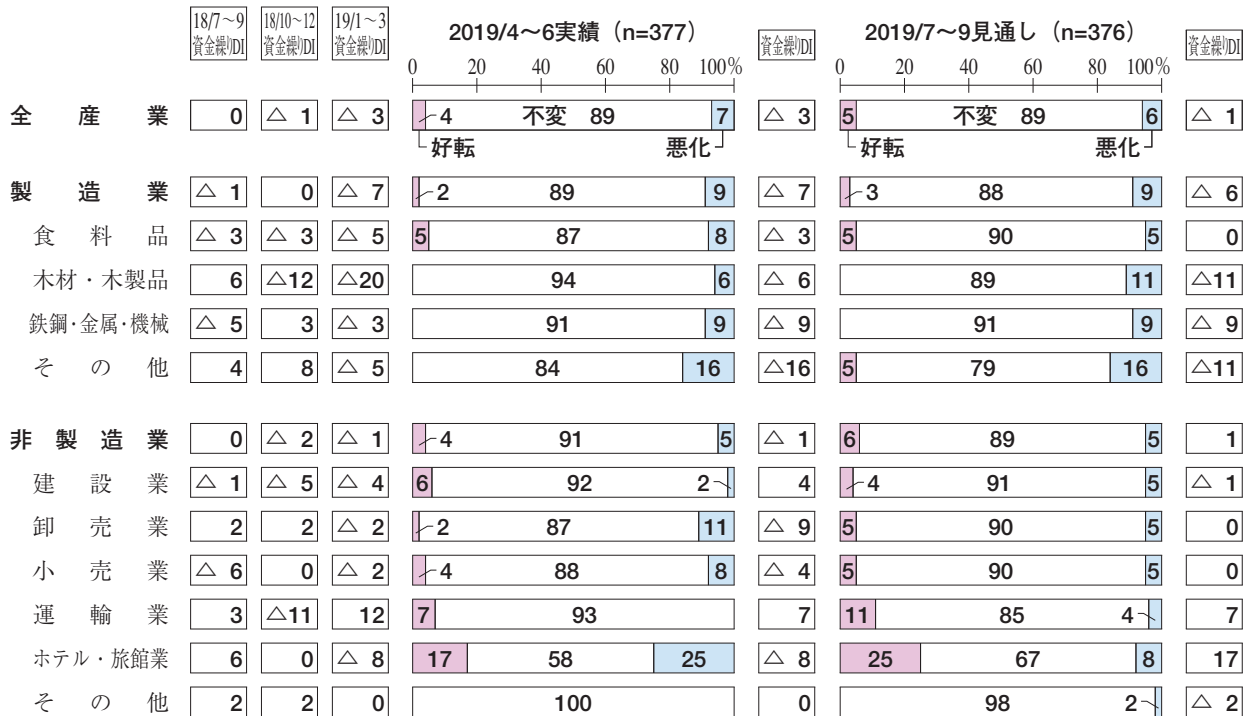 18/7～9 18/10～12 19/1～3
資金繰りDI 資金繰りDI 資金繰りDI 2019/4～6実績（n=377） 資金繰りDI 2019/7～9見通し（n=376） 資金繰りDI
0 20 40 60 80 100% 0 20 40 60 80 100%
全産業 0 △1 △3 4 不変 89 7 △3 5 不変 89 6 △1
好転 悪化 好転 悪化
製造業 △1 0 △7 2 89 9 △7 3 88 9 △6
食料品 △3 △3 △5 5 87 8 △3 5 90 5 0
木材・木製品 6 △12 △20 94 6 △6 89 11 △11
鉄鋼・金属・機械 △5 3 △3 91 9 △9 91 9 △9
その他 4 8 △5 84 16 △16 5 79 16 △11
非製造業 0 △2 △1 4 91 5 △1 6 89 5 1
建設業 △1 △5 △4 6 92 2 4 4 91 5 △1
卸売業 2 2 △2 2 87 11 △9 5 90 5 0
小売業 △6 0 △2 4 88 8 △4 5 90 5 0
運輸業 3 △11 12 7 93 7 11 85 4 7
ホテル・旅館業 6 0 △8 17 58 25 △8 25 67 8 17
その他 2 2 0 100 0 98 2 △2